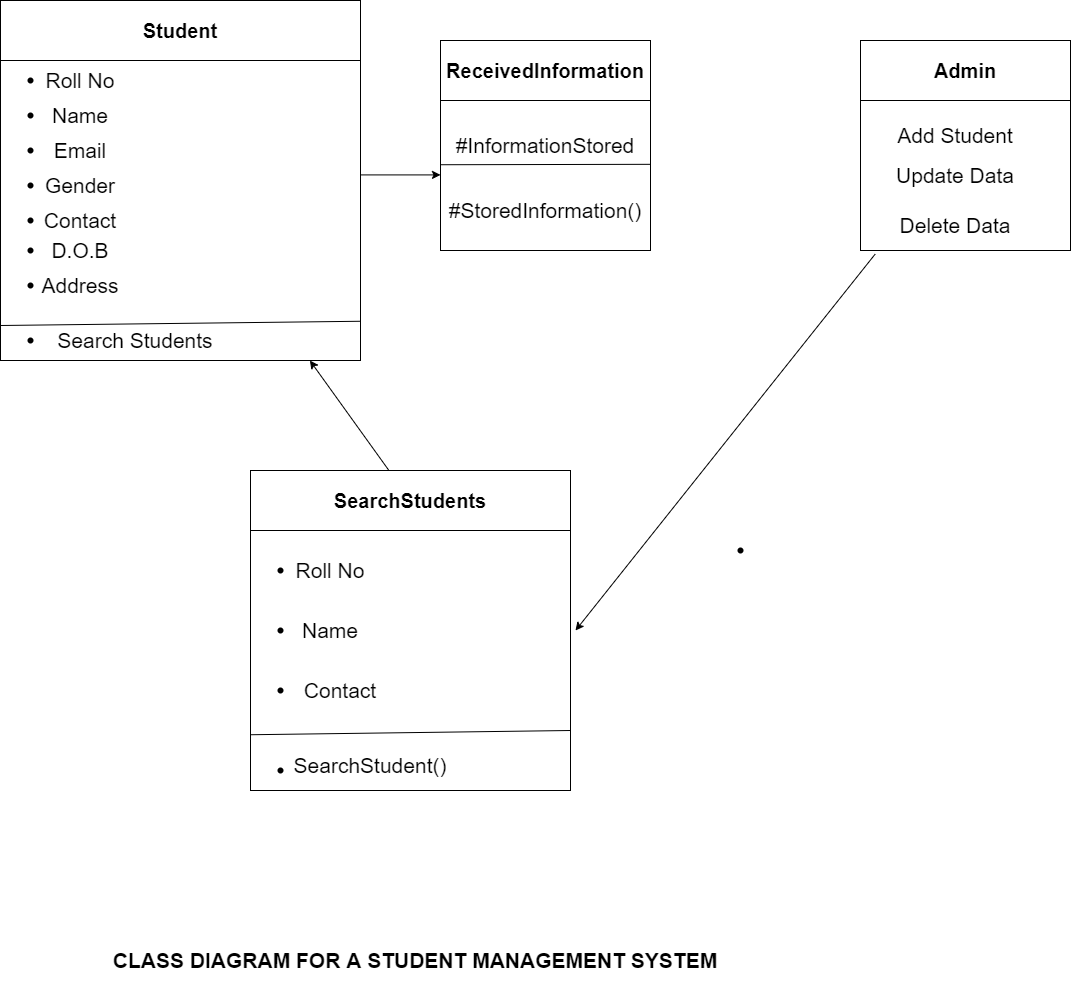 Student
• Roll No
• Name
• Email
• Gender
• Contact
• D.O.B
• Address
• Search Students
ReceivedInformation
#InformationStored
#StoredInformation()
Admin
Add Student
Update Data
Delete Data
SearchStudents
• Roll No
• Name
• Contact
• SearchStudent()
•
CLASS DIAGRAM FOR A STUDENT MANAGEMENT SYSTEM